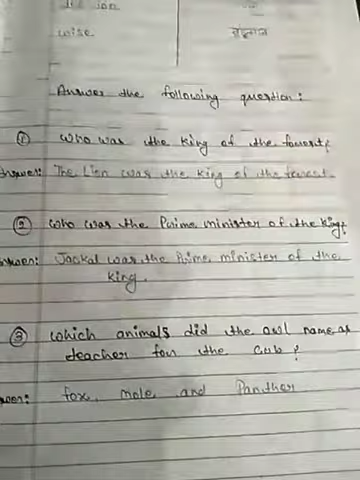 wise
Answer the following question:
① who was the King of the forest?
Answer: The Lion was the King of the forest.
② who was the Prime minister of the King?
Answer: Jackal was the Prime minister of the
King.
③ which animals did the owl name as
teacher for the Cub?
fox, mole and Panther